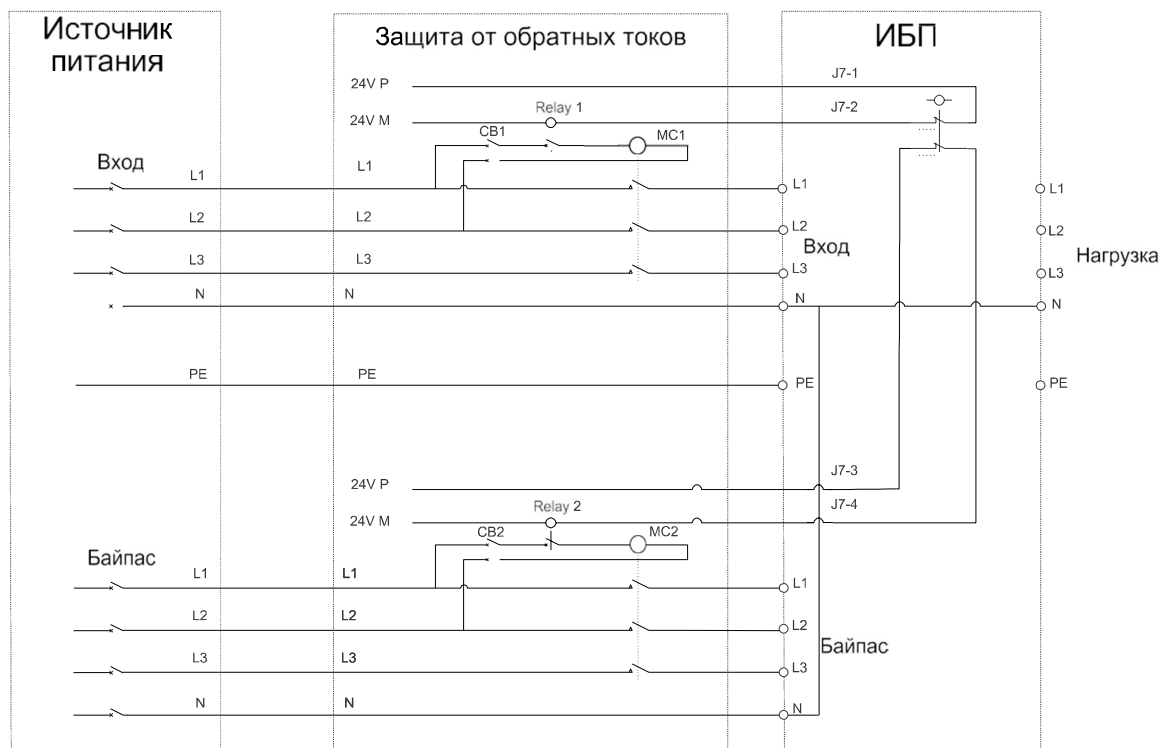 Источник
питания
Защита от обратных токов
ИБП
24V P
J7-1
24V M
Relay 1
J7-2
CB1
MC1
Вход
L1
L1
L1
L1
L2
L2
L2
L2
Вход
L3
L3
L3
L3
Нагрузка
N
N
N
N
PE
PE
PE
PE
24V P
J7-3
24V M
Relay 2
J7-4
CB2
MC2
Байпас
L1
L1
L1
L2
L2
L2
Байпас
L3
L3
L3
N
N
N